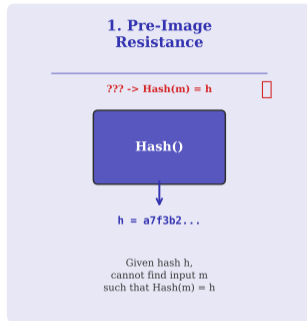 1. Pre-Image
Resistance
??? -> Hash(m) = h
Hash()
h = a7f3b2...
Given hash h,
cannot find input m
such that Hash(m) = h